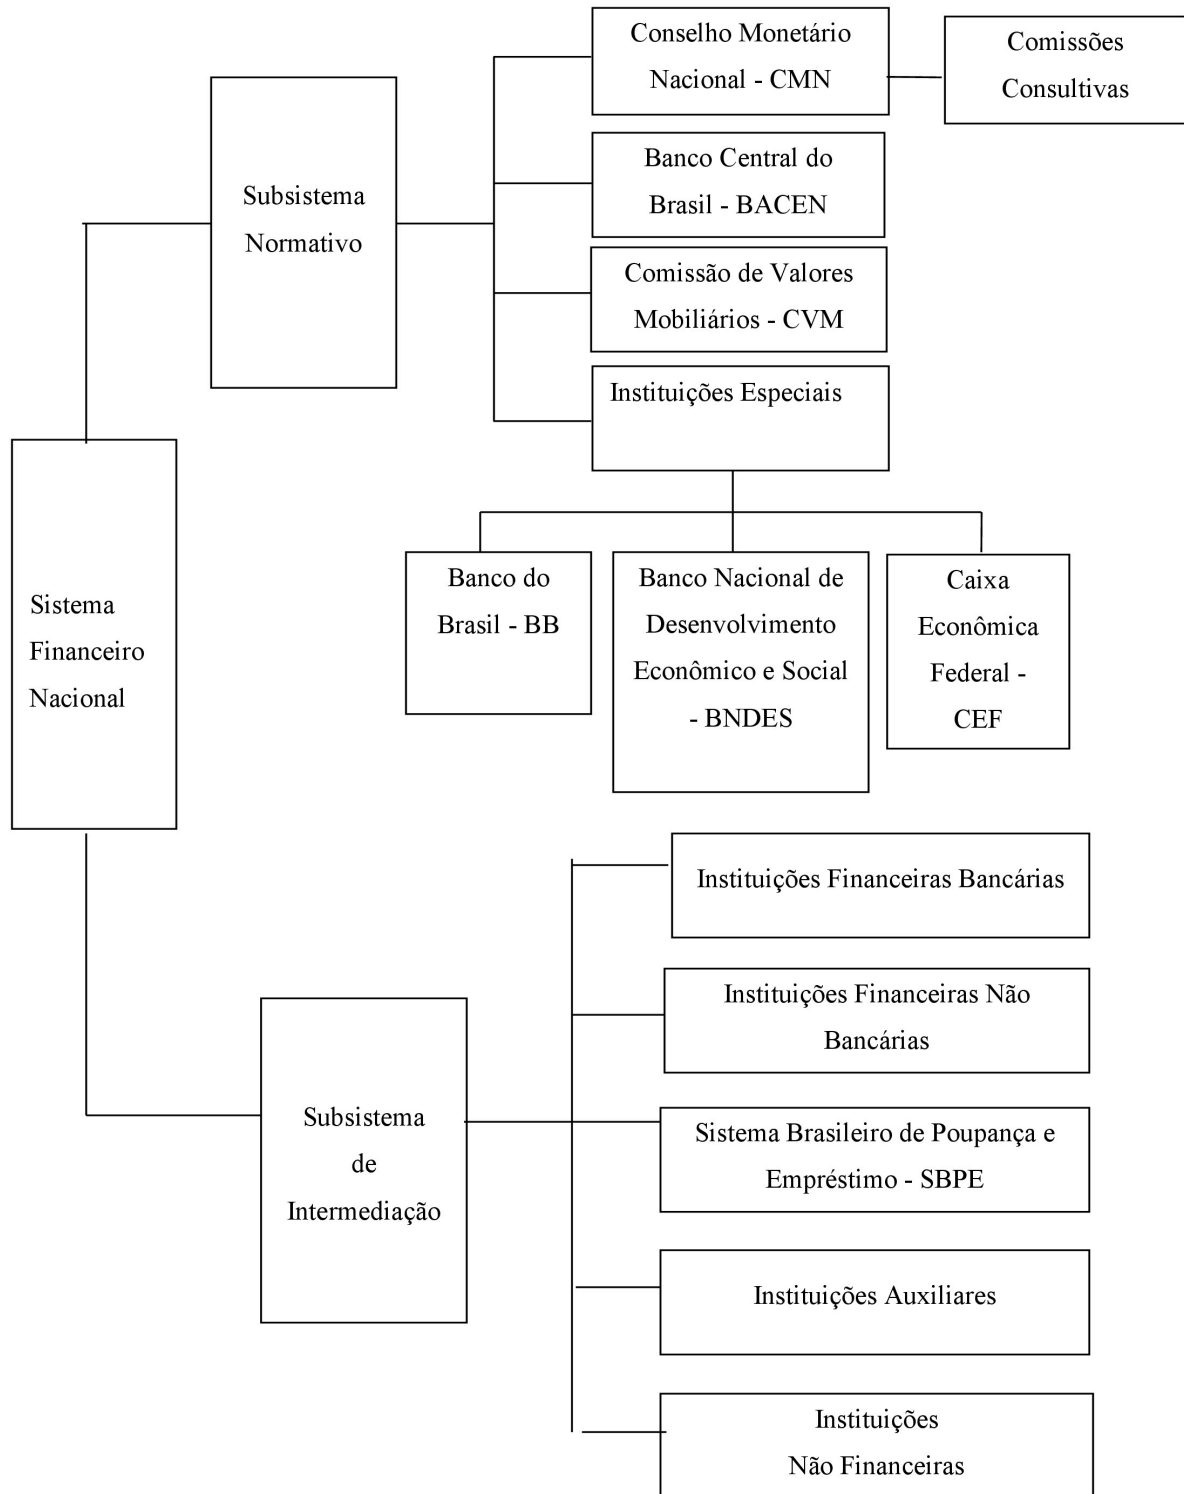 Conselho Monetário
Nacional - CMN
Comissões
Consultivas
Subsistema
Normativo
Banco Central do
Brasil - BACEN
Comissão de Valores
Mobiliários - CVM
Instituições Especiais
Banco do
Brasil - BB
Banco Nacional de
Desenvolvimento
Econômico e Social
- BNDES
Caixa
Econômica
Federal -
CEF
Sistema
Financeiro
Nacional
Instituições Financeiras Bancárias
Instituições Financeiras Não
Bancárias
Subsistema
de
Intermediação
Sistema Brasileiro de Poupança e
Empréstimo - SBPE
Instituições Auxiliares
Instituições
Não Financeiras